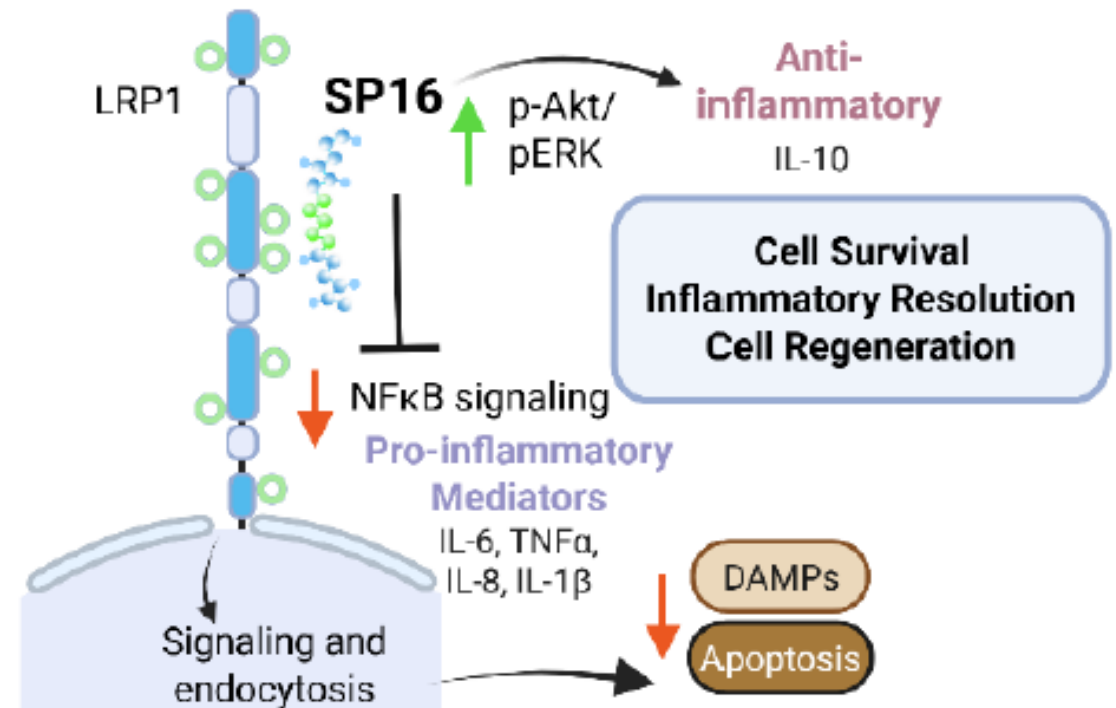 LRP1
SP16
p-Akt/
pERK
Anti-
inflammatory
IL-10
Cell Survival
Inflammatory Resolution
Cell Regeneration
NFκB signaling
Pro-inflammatory
Mediators
IL-6, TNFα,
IL-8, IL-1β
DAMPs
Apoptosis
Signaling and
endocytosis